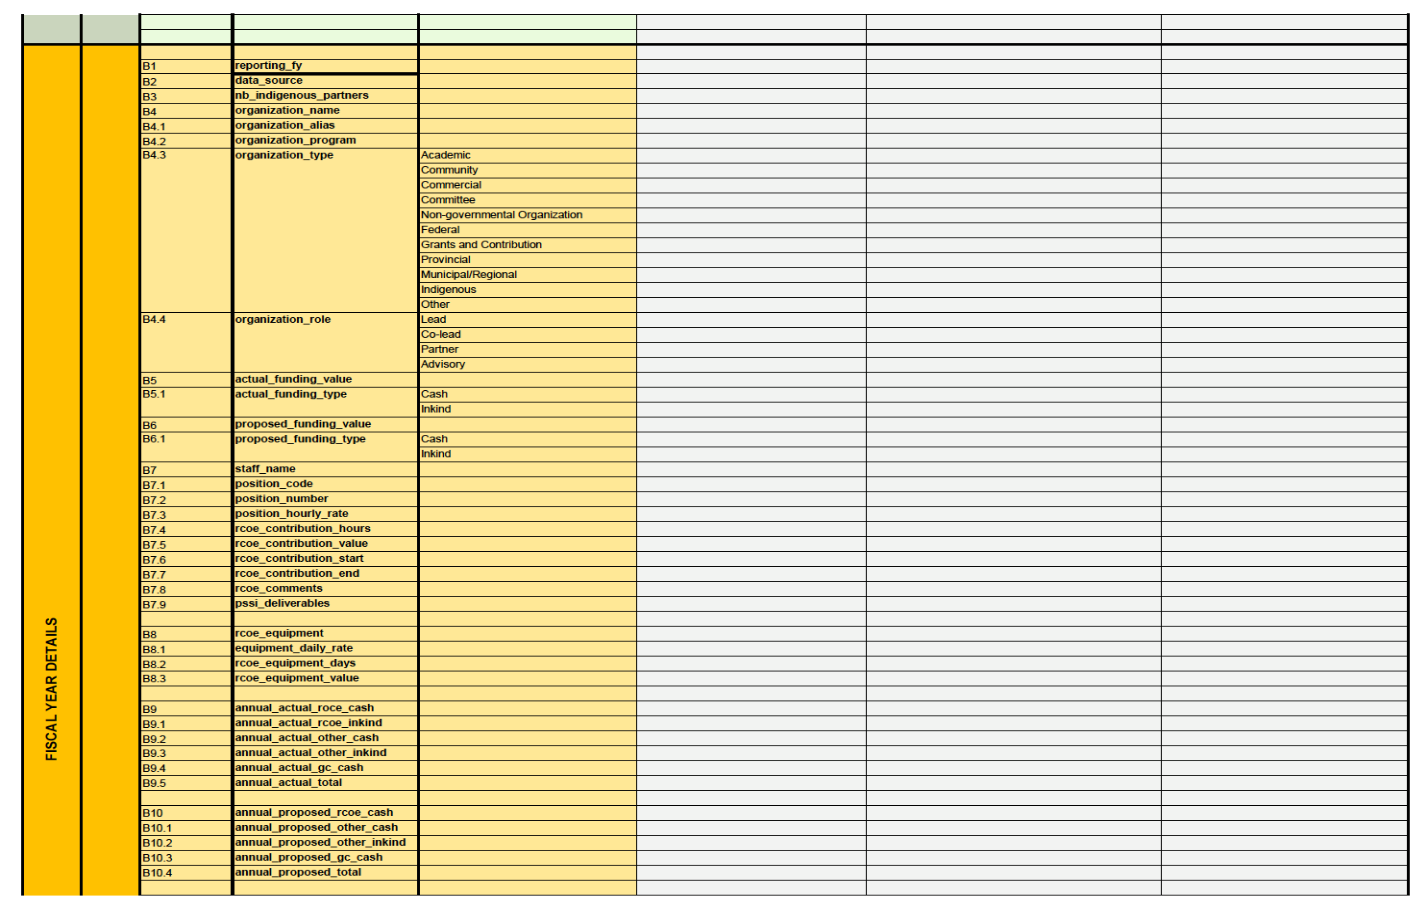 B1 reporting_fy
B2 data_source
B3 nb_indigenous_partners
B4 organization_name
B4.1 organization_alias
B4.2 organization_program
B4.3 organization_type Academic
Community
Commercial
Committee
Non-governmental Organization
Federal
Grants and Contribution
Provincial
Municipal/Regional
Indigenous
Other
B4.4 organization_role Lead
Co-lead
Partner
Advisory
B5 actual_funding_value
B5.1 actual_funding_type Cash
Inkind
B6 proposed_funding_value
B6.1 proposed_funding_type Cash
Inkind
B7 staff_name
B7.1 position_code
B7.2 position_number
B7.3 position_hourly_rate
B7.4 rcoe_contribution_hours
B7.5 rcoe_contribution_value
B7.6 rcoe_contribution_start
B7.7 rcoe_contribution_end
B7.8 rcoe_comments
B7.9 pssi_deliverables
B8 rcoe_equipment
B8.1 equipment_daily_rate
B8.2 rcoe_equipment_days
B8.3 rcoe_equipment_value
B9 annual_actual_roce_cash
B9.1 annual_actual_rcoe_inkind
B9.2 annual_actual_other_cash
B9.3 annual_actual_other_inkind
B9.4 annual_actual_gc_cash
B9.5 annual_actual_total
B10 annual_proposed_rcoe_cash
B10.1 annual_proposed_other_cash
B10.2 annual_proposed_other_inkind
B10.3 annual_proposed_gc_cash
B10.4 annual_proposed_total
FISCAL YEAR DETAILS